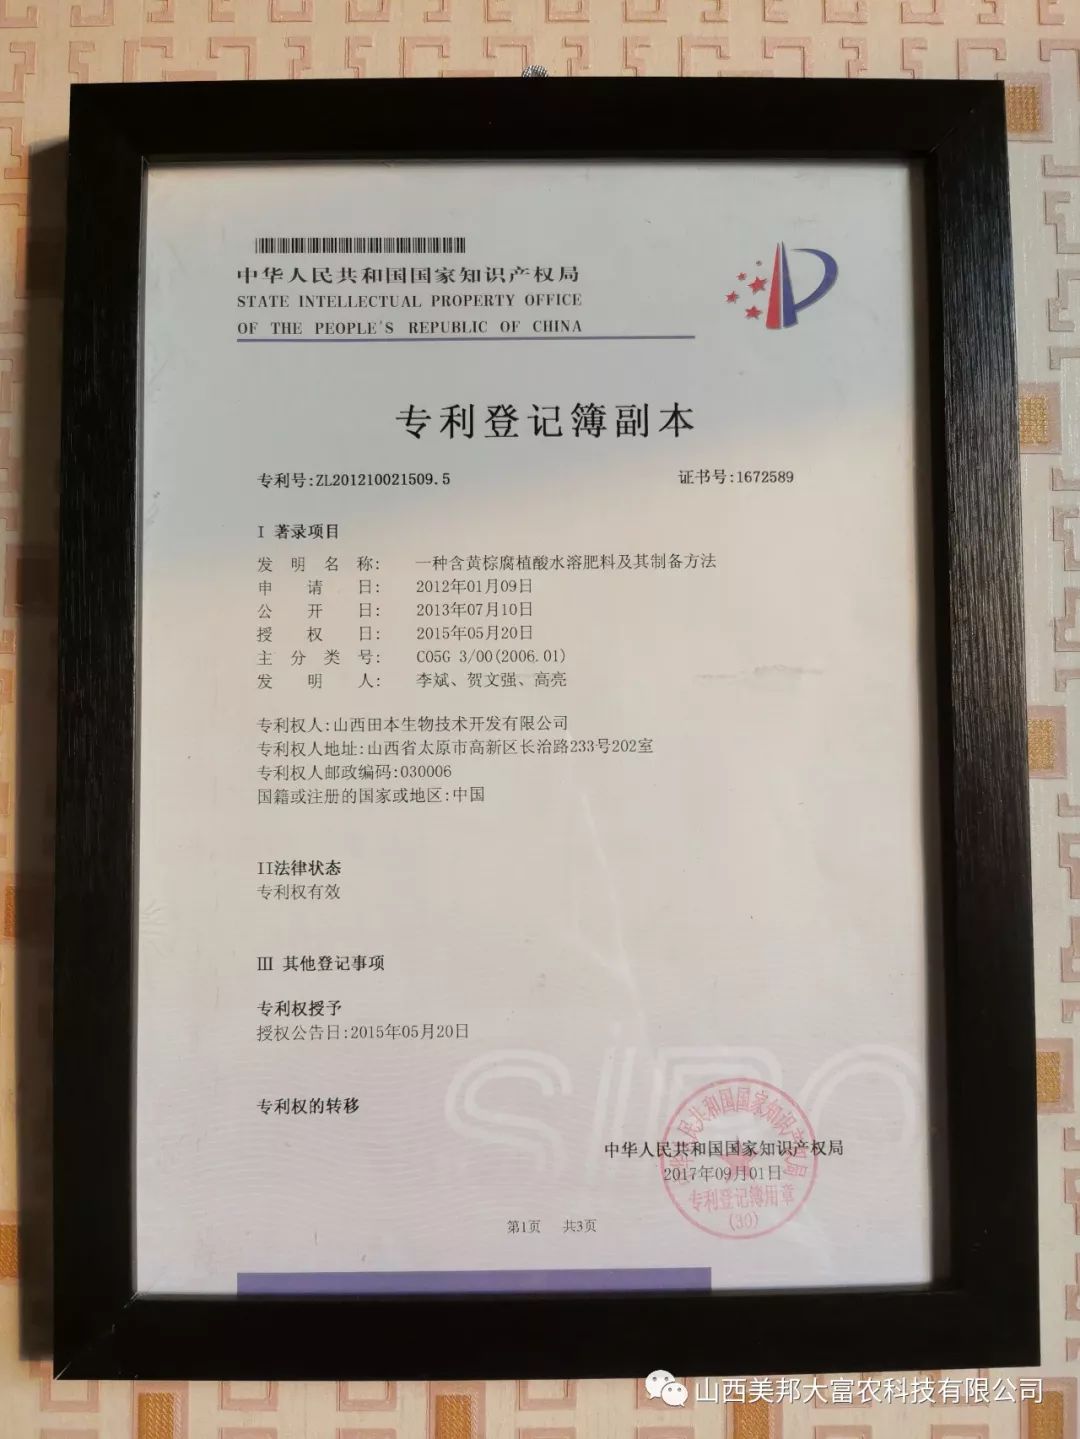 中华人民共和国国家知识产权局
STATE INTELLECTUAL PROPERTY OFFICE
OF THE PEOPLE'S REPUBLIC OF CHINA
专利登记簿副本
专利号:ZL201210021509.5 证书号:1672589
I 著录项目
发明名称: 一种含黄棕腐植酸水溶肥料及其制备方法
申请日: 2012年01月09日
公开日: 2013年07月10日
授权日: 2015年05月20日
主分类号: C05G 3/00(2006.01)
发明人: 李斌、贺文强、高亮
专利权人:山西田本生物技术开发有限公司
专利权人地址:山西省太原市高新区长治路233号202室
专利权人邮政编码:030006
国籍或注册的国家或地区:中国
II法律状态
专利权有效
III 其他登记事项
专利权授予
授权公告日:2015年05月20日
专利权的转移
SIPO
中华人民共和国国家知识产权局
中华人民共和国国家知识产权局
2017年09月01日
专利登记簿用章
(30)
第1页 共3页
山西美邦大富农科技有限公司